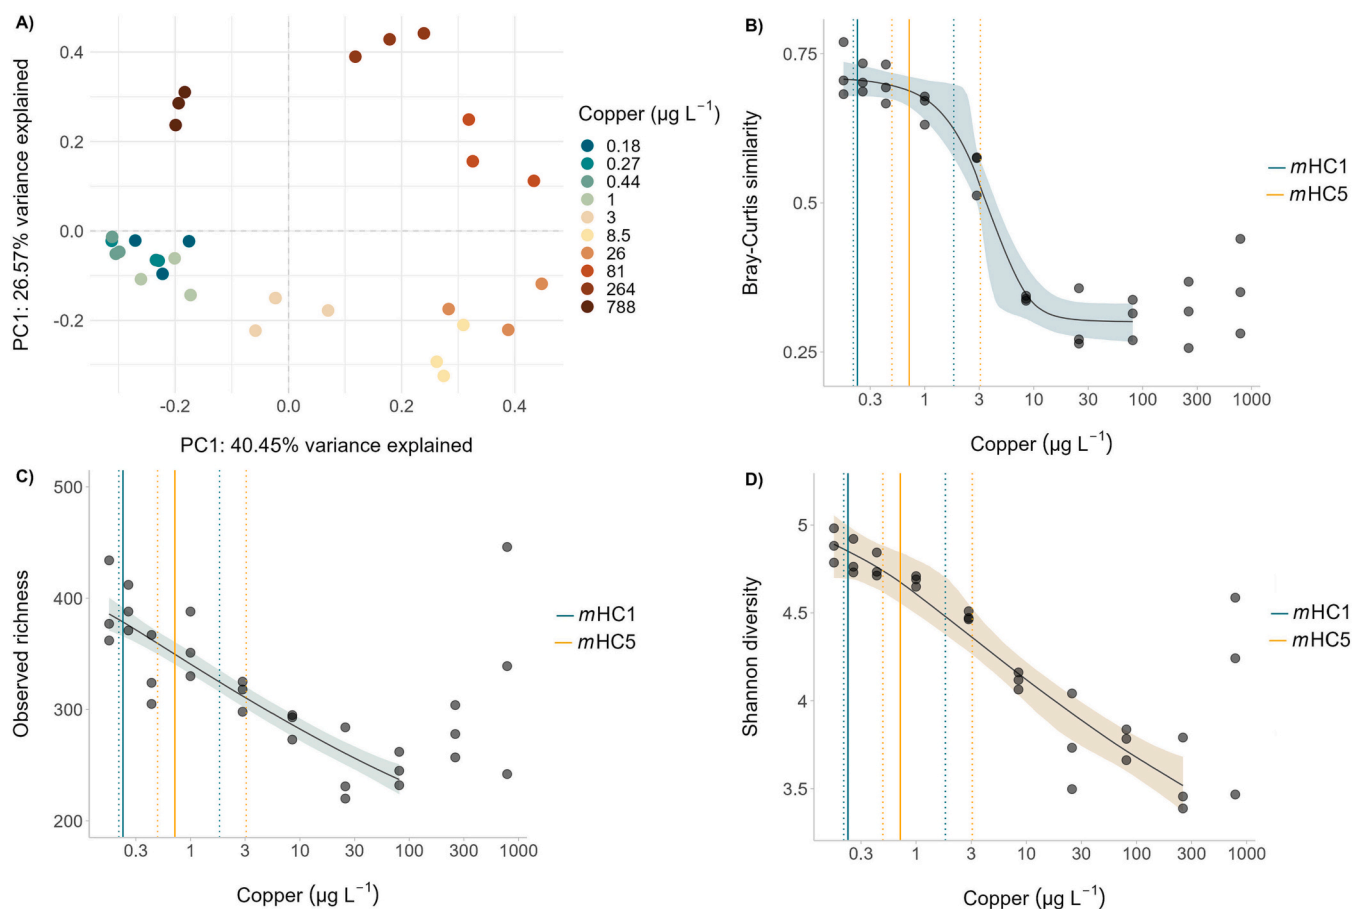 A)
0.4
0.2
0.0
-0.2
PC1: 26.57% variance explained
-0.2 0.0 0.2 0.4
PC1: 40.45% variance explained
Copper (µg L⁻¹)
0.18
0.27
0.44
1
3
8.5
26
81
264
788
B)
0.75
0.5
0.25
Bray-Curtis similarity
0.3 1 3 10 30 100 300 1000
Copper (µg L⁻¹)
mHC1
mHC5
C)
500
400
300
200
Observed richness
0.3 1 3 10 30 100 300 1000
Copper (µg L⁻¹)
mHC1
mHC5
D)
5
4.5
4
3.5
Shannon diversity
0.3 1 3 10 30 100 300 1000
Copper (µg L⁻¹)
mHC1
mHC5